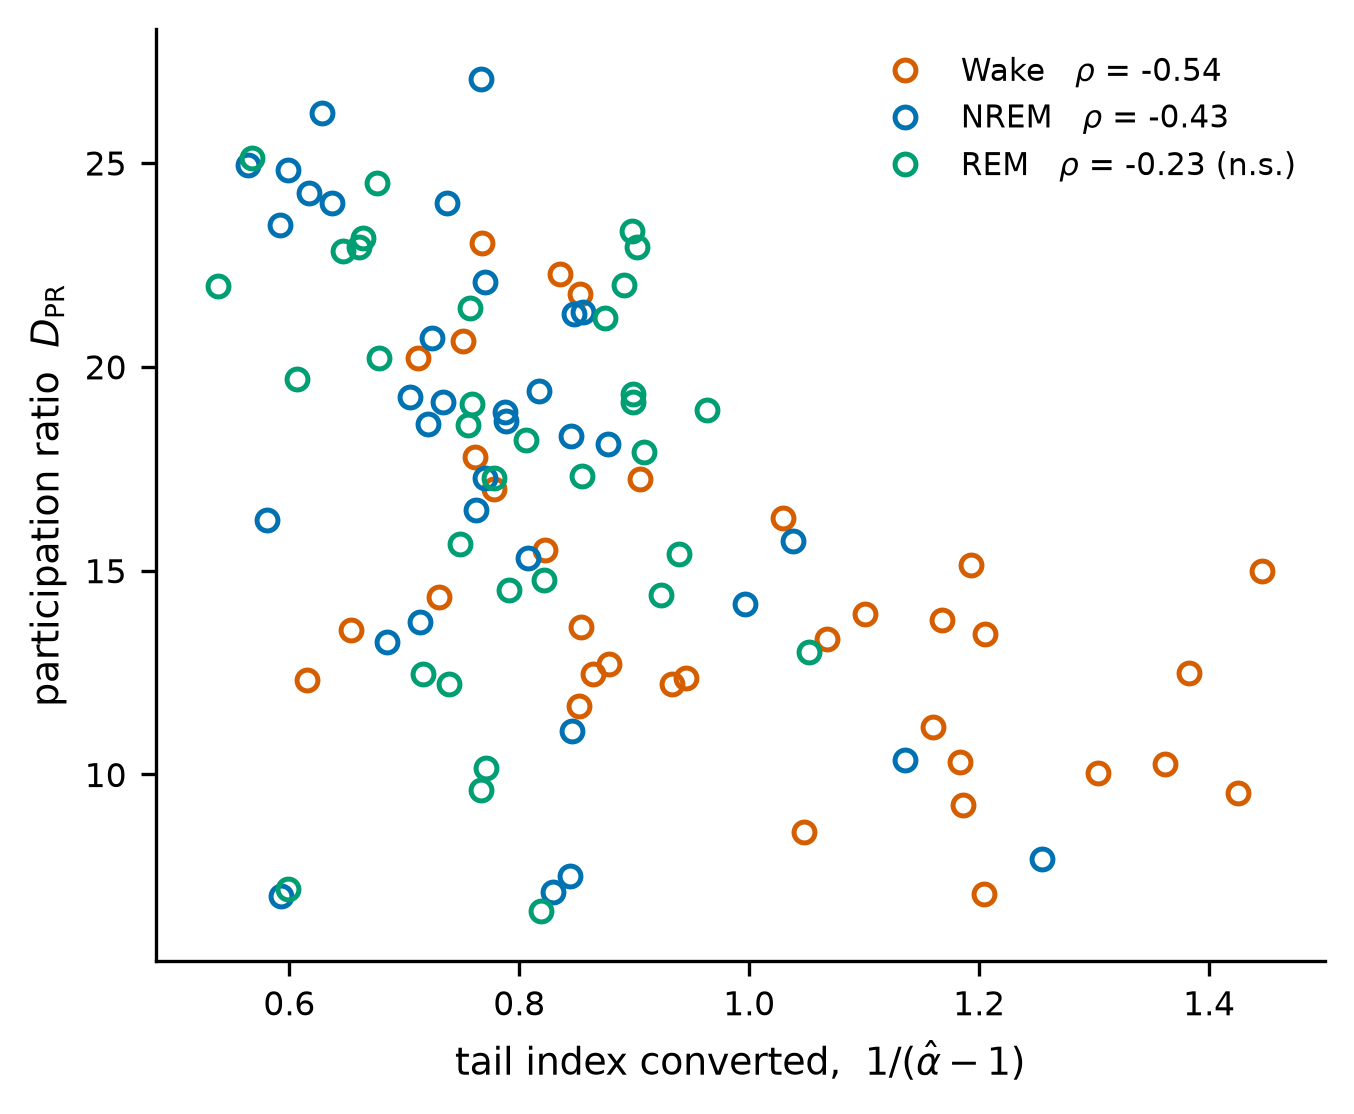 Wake ρ = -0.54
NREM ρ = -0.43
REM ρ = -0.23 (n.s.)
25
20
15
10
participation ratio D_PR
0.6 0.8 1.0 1.2 1.4
tail index converted, 1/(α̂ − 1)